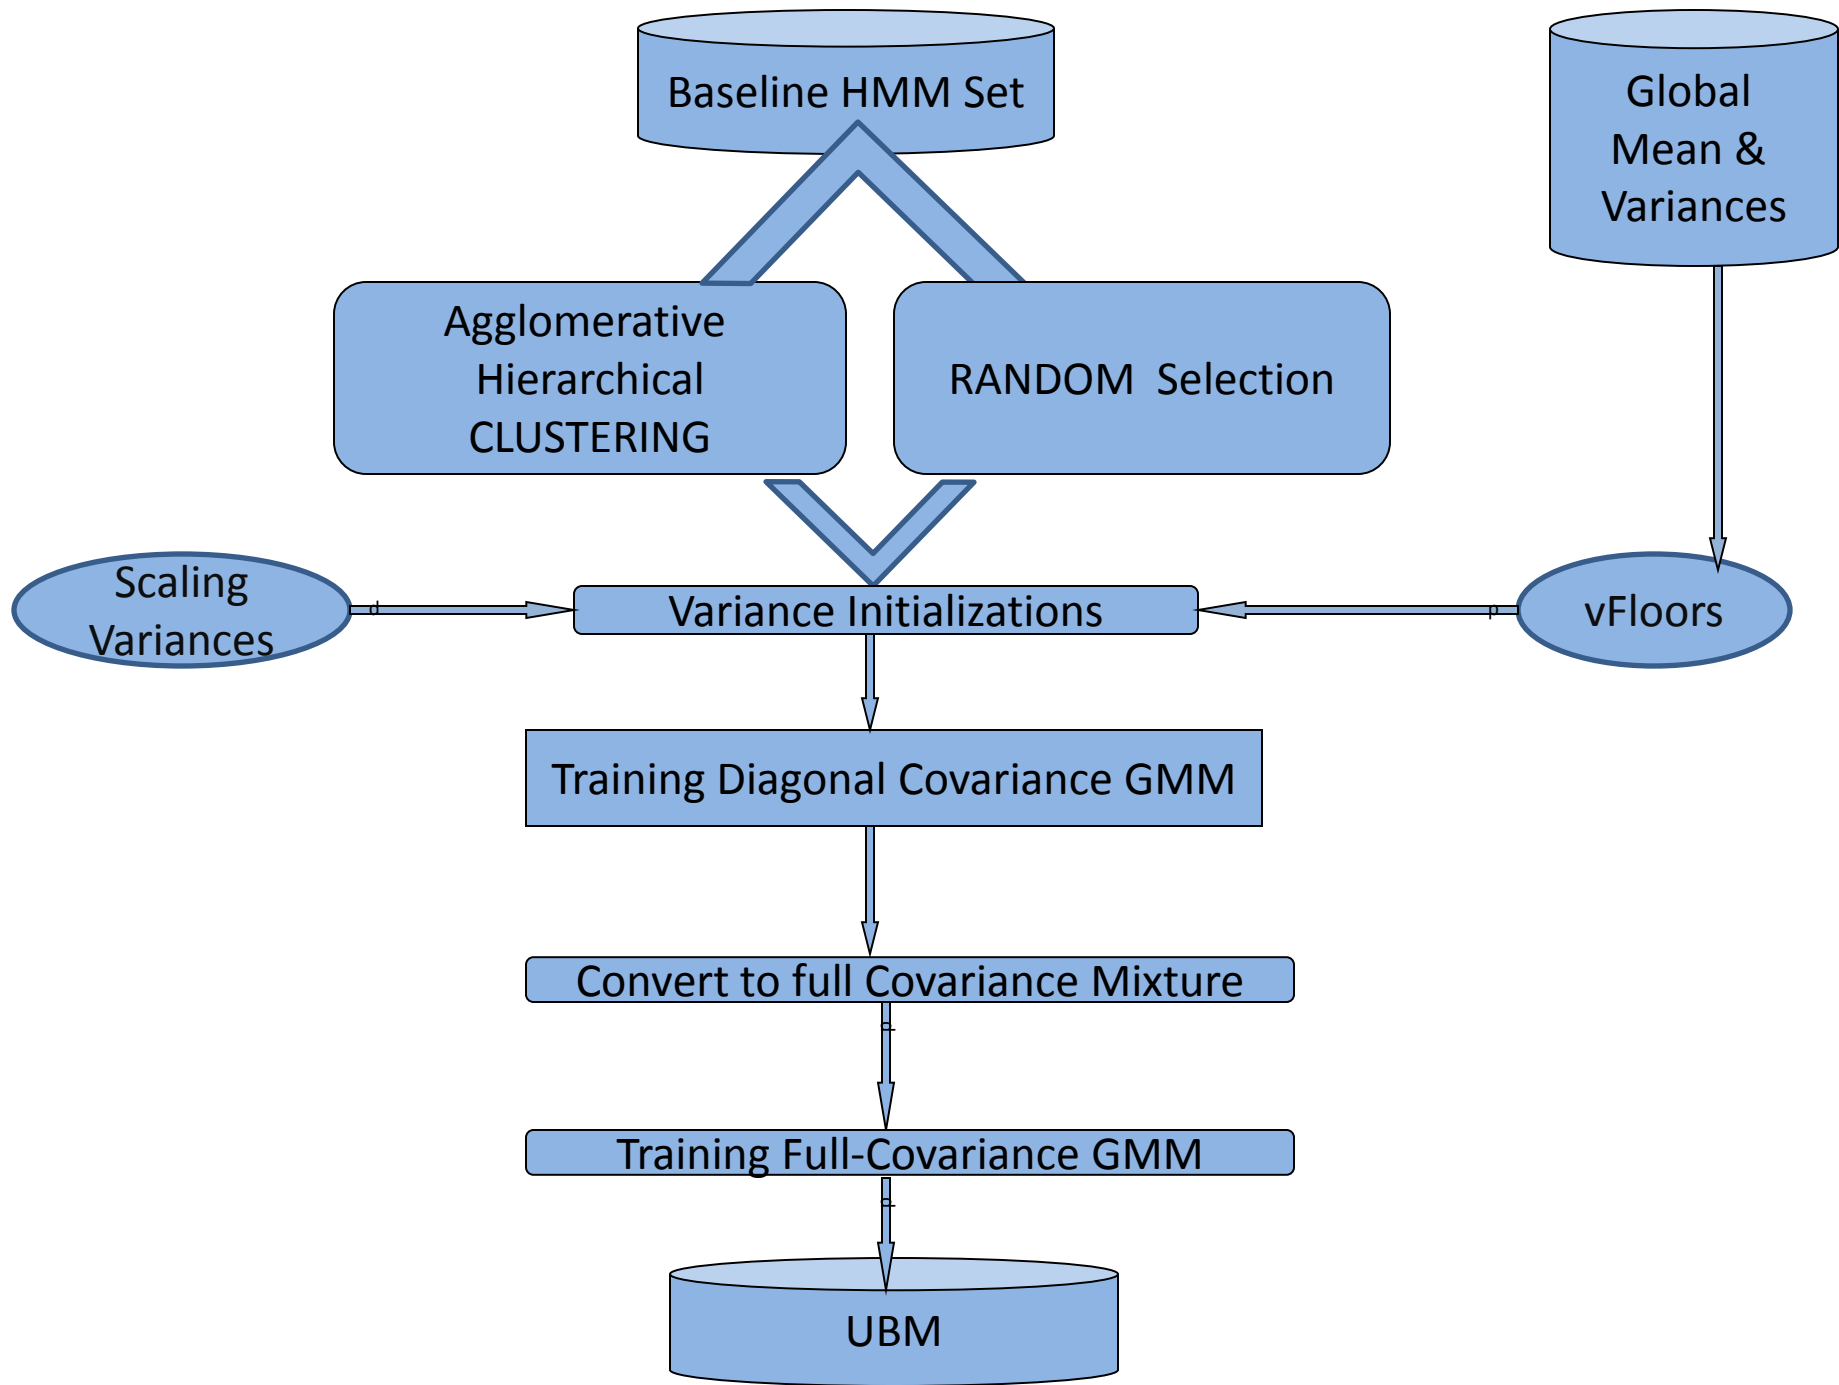 Baseline HMM Set
Global
Mean &
Variances
Agglomerative
Hierarchical
CLUSTERING
RANDOM  Selection
Scaling
Variances
d
Variance Initializations
p
vFloors
Training Diagonal Covariance GMM
Convert to full Covariance Mixture
Training Full-Covariance GMM
UBM